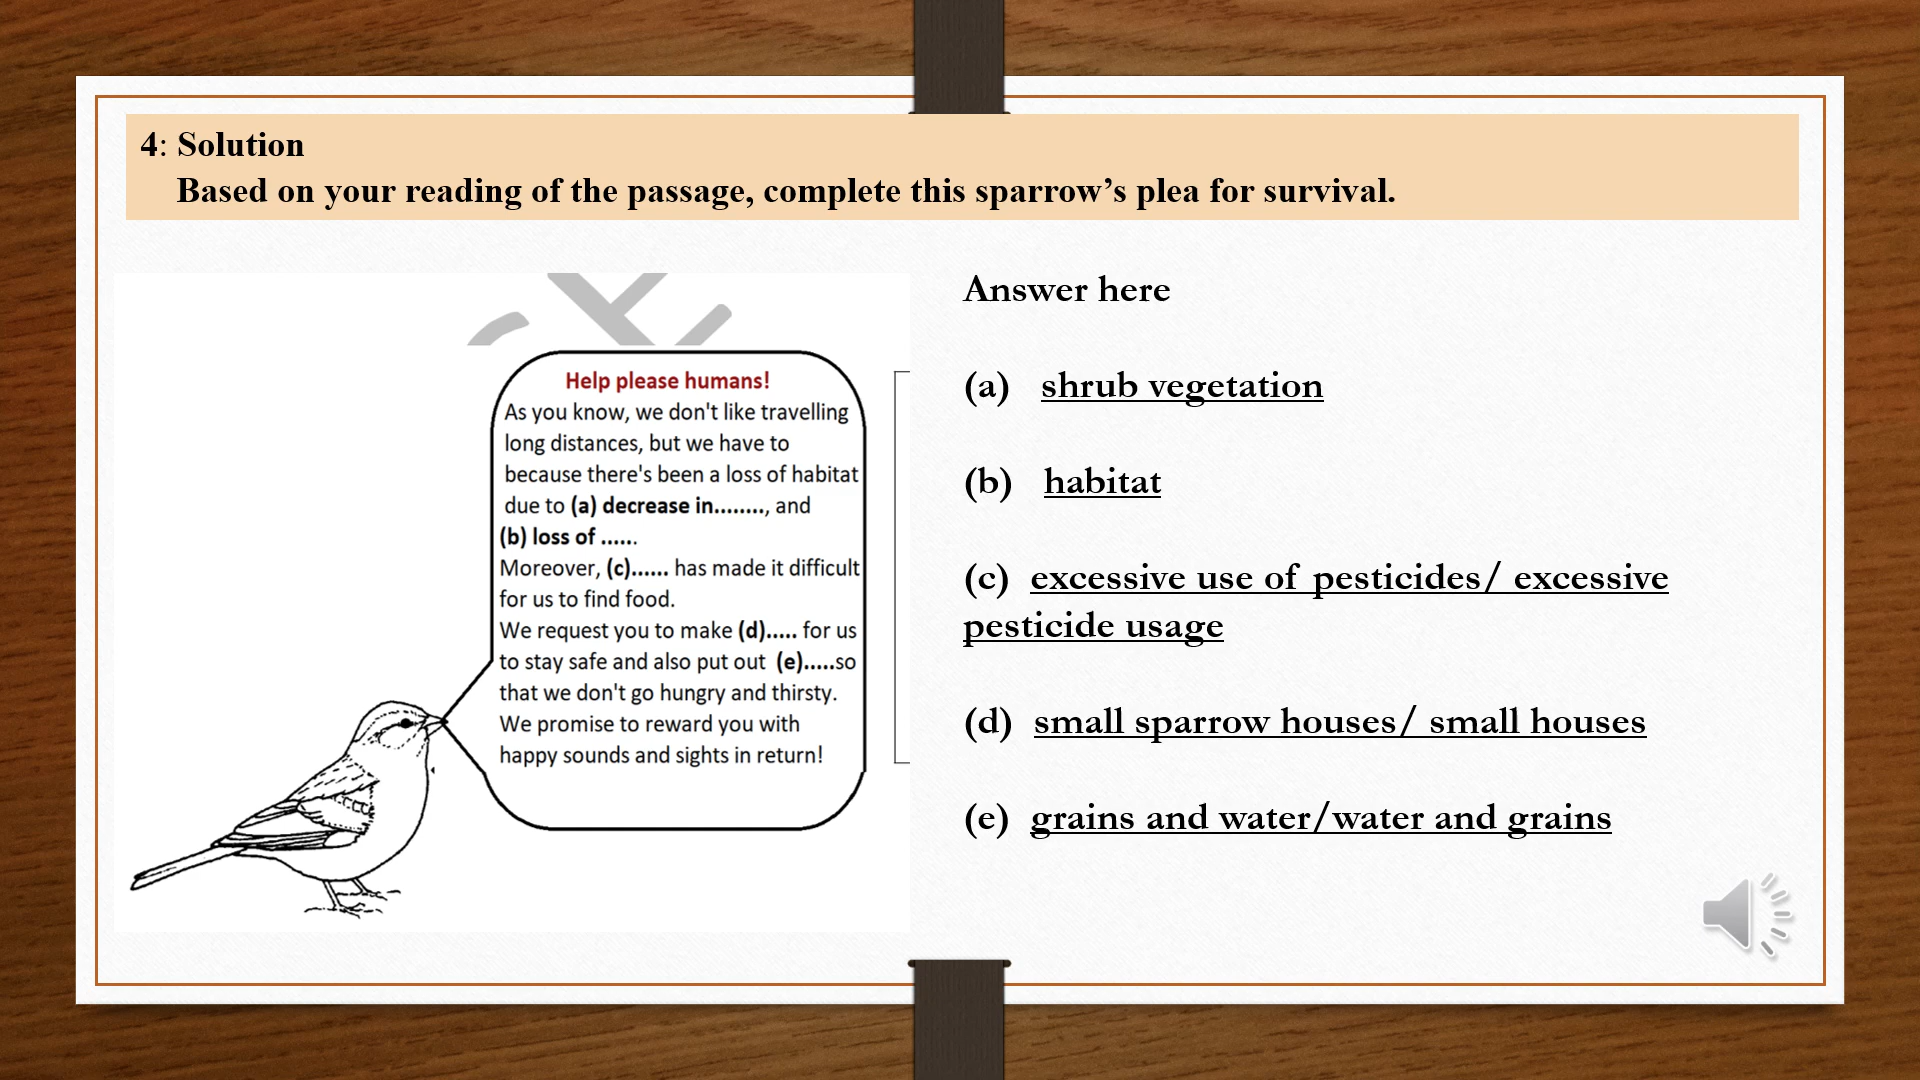 4: Solution
Based on your reading of the passage, complete this sparrow’s plea for survival.
Help please humans!
As you know, we don't like travelling
long distances, but we have to
because there's been a loss of habitat
due to (a) decrease in........, and
(b) loss of .....
Moreover, (c)...... has made it difficult
for us to find food.
We request you to make (d)..... for us
to stay safe and also put out (e).....so
that we don't go hungry and thirsty.
We promise to reward you with
happy sounds and sights in return!
Answer here
(a) shrub vegetation
(b) habitat
(c) excessive use of pesticides/ excessive
pesticide usage
(d) small sparrow houses/ small houses
(e) grains and water/water and grains